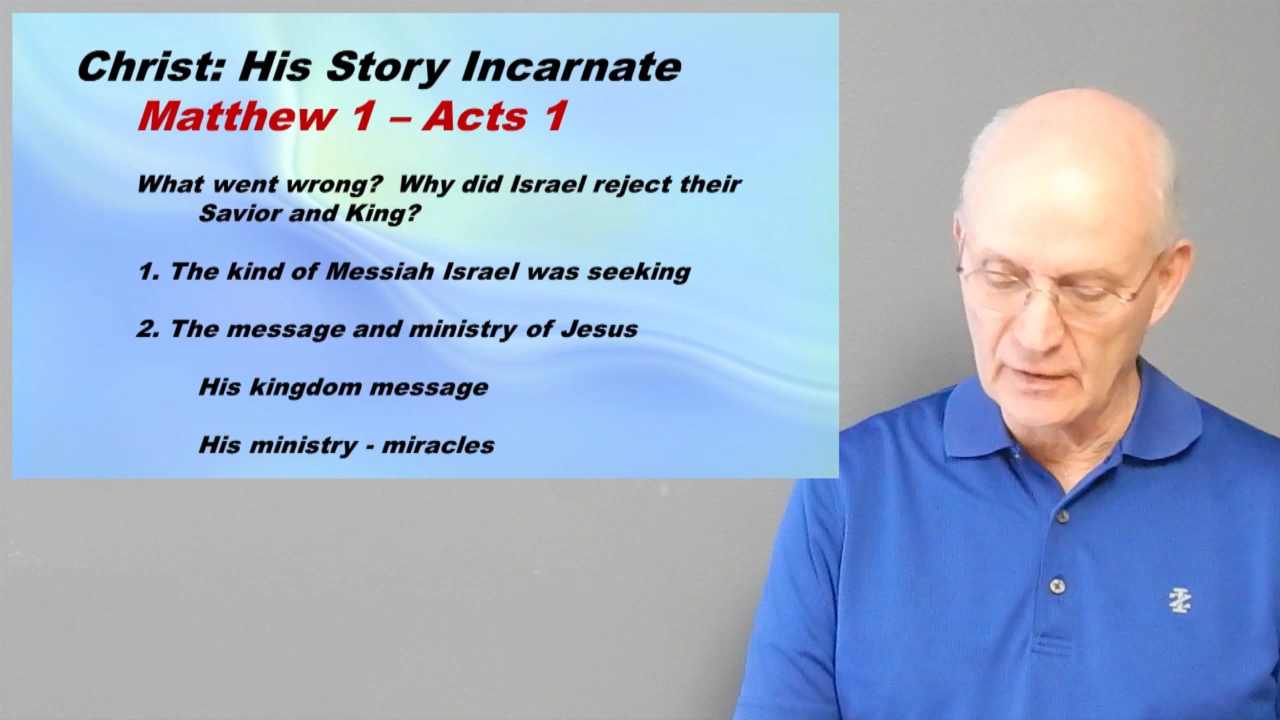 Christ: His Story Incarnate
Matthew 1 – Acts 1
What went wrong? Why did Israel reject their
Savior and King?
1. The kind of Messiah Israel was seeking
2. The message and ministry of Jesus
His kingdom message
His ministry - miracles